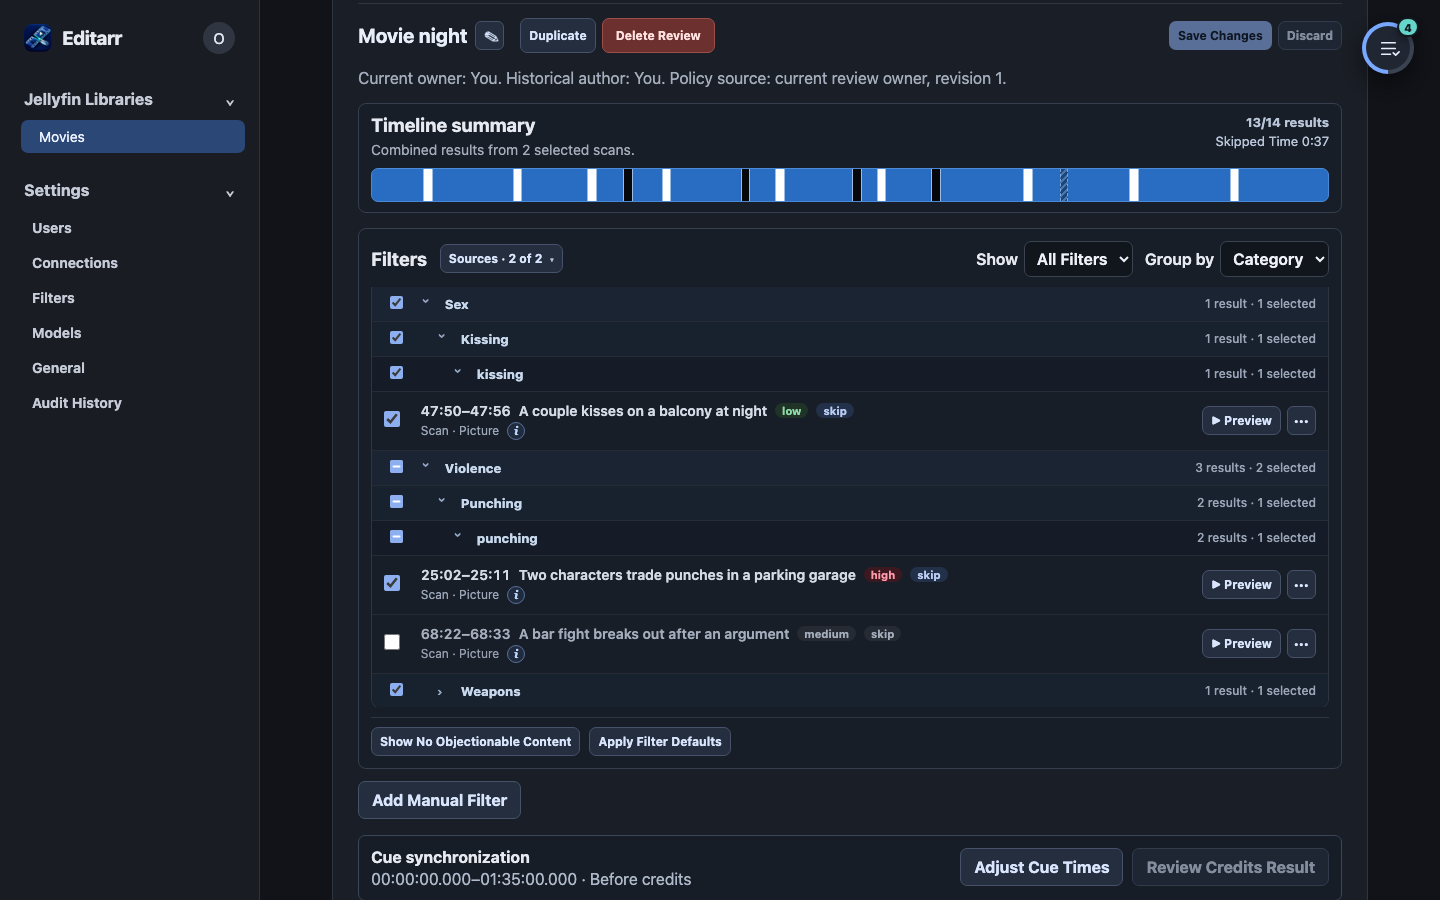 Editarr
O
Jellyfin Libraries
Movies
Settings
Users
Connections
Filters
Models
General
Audit History
Movie night
Duplicate
Delete Review
Save Changes
Discard
4
Current owner: You. Historical author: You. Policy source: current review owner, revision 1.
Timeline summary
13/14 results
Combined results from 2 selected scans.
Skipped Time 0:37
Filters
Sources · 2 of 2
Show
All Filters
Group by
Category
Sex
1 result · 1 selected
Kissing
1 result · 1 selected
kissing
1 result · 1 selected
47:50–47:56 A couple kisses on a balcony at night low skip
Scan · Picture i
Preview
Violence
3 results · 2 selected
Punching
2 results · 1 selected
punching
2 results · 1 selected
25:02–25:11 Two characters trade punches in a parking garage high skip
Scan · Picture i
Preview
68:22–68:33 A bar fight breaks out after an argument medium skip
Scan · Picture i
Preview
Weapons
1 result · 1 selected
Show No Objectionable Content
Apply Filter Defaults
Add Manual Filter
Cue synchronization
00:00:00.000–01:35:00.000 · Before credits
Adjust Cue Times
Review Credits Result